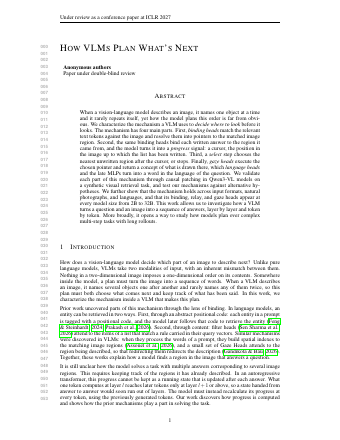 Under review as a conference paper at ICLR 2027
HOW VLMS PLAN WHAT'S NEXT
Anonymous authors
Paper under double-blind review
ABSTRACT
When a vision-language model describes an image, it names one object at a time
and it rarely repeats itself, yet how the model plans this order is far from obvi-
ous. We characterize the mechanism a VLM uses to decide where to look before it
looks. The mechanism has four main parts. First, binding heads match the relevant
text tokens against the image and resolve them into pointers to the matched image
region. Second, the same binding heads bind each written answer to the region it
came from, and the model turns it into a progress signal: a cursor, the position in
the image up to which the list has been written. Third, a select step chooses the
nearest unwritten region after the cursor, or stops. Finally, gaze heads execute the
chosen pointer and return a concept of what is drawn there, which language heads
and the late MLPs turn into a word in the language of the question. We validate
each part of this mechanism through causal patching in Qwen3-VL models on
a synthetic visual retrieval task, and test our mechanisms against alternative hy-
potheses. We further show that the mechanism holds across input formats, natural
photographs, and languages, and that its binding, relay, and gaze heads appear at
every model size from 2B to 32B. This work allows us to investigate how a VLM
turns a question and an image into a sequence of answers, layer by layer and token
by token. More broadly, it opens a way to study how models plan over complex
multi-step tasks with long rollouts.
1 INTRODUCTION
How does a vision-language model decide which part of an image to describe next? Unlike pure
language models, VLMs take two modalities of input, with an inherent mismatch between them.
Nothing in a two-dimensional image imposes a one-dimensional order on its contents. Somewhere
inside the model, a plan must turn the image into a sequence of words. When a VLM describes
an image, it names several objects one after another and rarely names any of them twice, so this
plan must both choose what comes next and keep track of what has been said. In this work, we
characterize the mechanism inside a VLM that makes this plan.
Prior work uncovered parts of this mechanism through the lens of binding. In language models, an
entity can be retrieved in two ways. First, through an abstract positional code: each entity in a prompt
is tagged with a positional code, and the model later follows that code to retrieve the entity (Feng
& Steinhardt, 2024; Prakash et al., 2026). Second, through content: filter heads (Sen Sharma et al.,
2026) attend to the items of a list that match a rule carried in their query vectors. Similar mechanisms
were discovered in VLMs: when they process the words of a prompt, they build spatial indexes to
the matching image regions (Assouel et al., 2026), and a small set of Gaze Heads attends to the
region being described, so that redirecting them redirects the description (Gandelsman & Bau, 2026).
Together, these works explain how a model finds a region in the image that answers a question.
It is still unclear how the model solves a task with multiple answers corresponding to several image
regions. This requires keeping track of the regions it has already described. In an autoregressive
transformer, this progress cannot be kept as a running state that is updated after each answer. What
one token computes at layer ℓ reaches later tokens only at layer ℓ+1 or above, so a state handed from
answer to answer would soon run out of layers. The model must instead recalculate its progress at
every token, using the previously generated tokens. Our work discovers how progress is computed
and shows how the prior mechanisms play a part in solving the task.
1